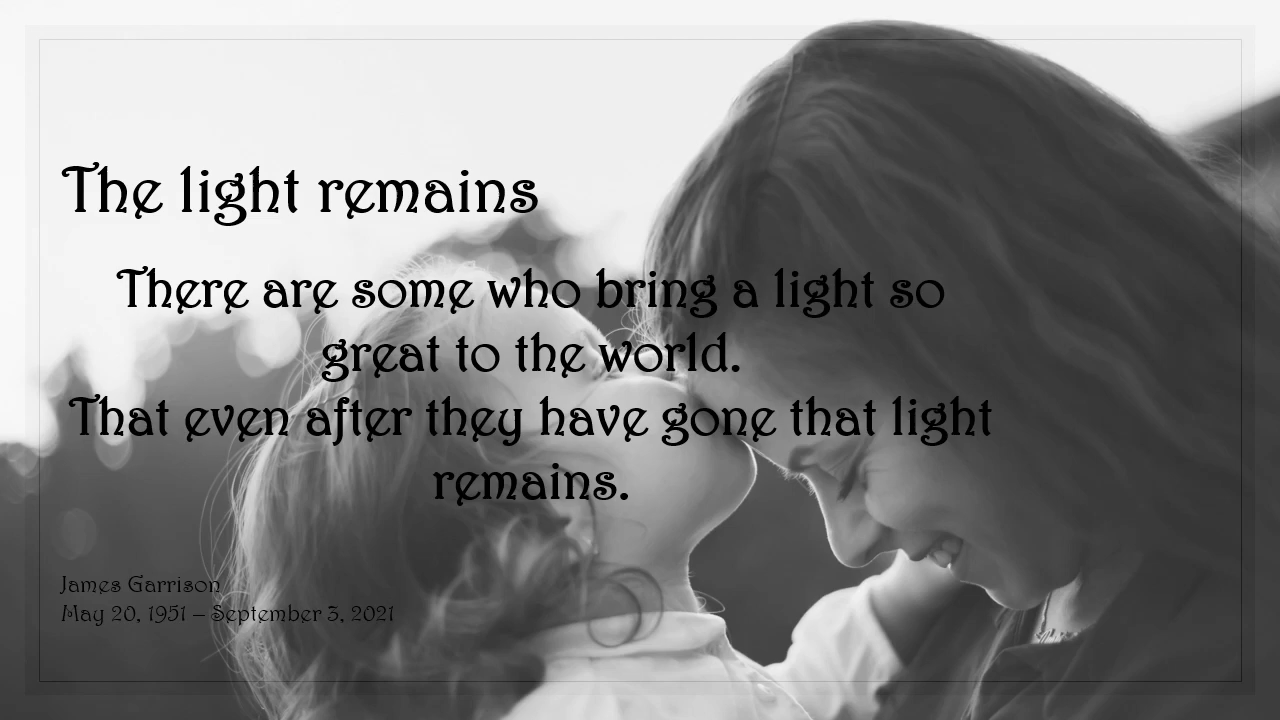 The light remains
There are some who bring a light so
great to the world.
That even after they have gone that light
remains.
James Garrison
May 20, 1951 – September 3, 2021